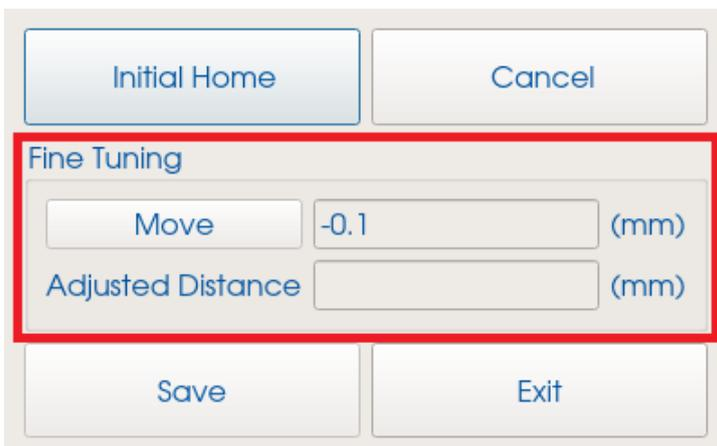 Initial Home Cancel
Fine Tuning
Move -0.1 (mm)
Adjusted Distance (mm)
Save Exit